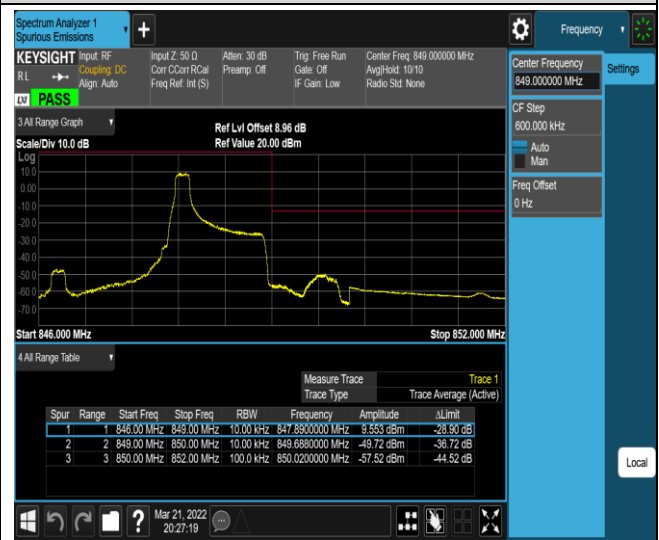 Spectrum Analyzer 1
Spurious Emissions
Frequency
KEYSIGHT Input: RF Input Z: 50 Ω Atten: 30 dB Trig: Free Run Center Freq: 849.000000 MHz
RL Coupling: DC Corr CCorr RCal Preamp: Off Gate: Off Avg|Hold: 10/10
Align: Auto Freq Ref: Int (S) IF Gain: Low Radio Std: None
LXI PASS
Center Frequency
849.000000 MHz
Settings
CF Step
600.000 kHz
Auto
Man
Freq Offset
0 Hz
3 All Range Graph
Ref Lvl Offset 8.96 dB
Scale/Div 10.0 dB Ref Value 20.00 dBm
Log
10.0
0.00
-10.0
-20.0
-30.0
-40.0
-50.0
-60.0
-70.0
Start 846.000 MHz Stop 852.000 MHz
4 All Range Table
Measure Trace Trace 1
Trace Type Trace Average (Active)
Spur Range Start Freq Stop Freq RBW Frequency Amplitude ΔLimit
1 1 846.00 MHz 849.00 MHz 10.00 kHz 847.8900000 MHz 9.553 dBm -28.90 dB
2 2 849.00 MHz 850.00 MHz 10.00 kHz 849.6880000 MHz -49.72 dBm -36.72 dB
3 3 850.00 MHz 852.00 MHz 100.0 kHz 850.0200000 MHz -57.52 dBm -44.52 dB
Local
? Mar 21, 2022
20:27:19